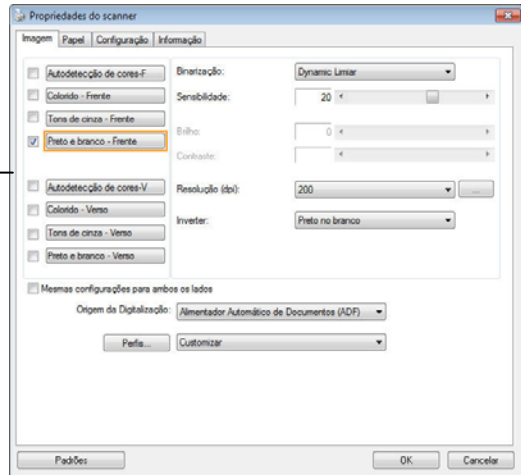 Propriedades do scanner
Imagem Papel Configuração Informação
Autodetecção de cores-F
Colorido - Frente
Tons de cinza - Frente
Preto e branco - Frente
Autodetecção de cores-V
Colorido - Verso
Tons de cinza - Verso
Preto e branco - Verso
Binarização: Dynamic Limiar
Sensibilidade: 20
Brilho: 0
Contraste:
Resolução (dpi): 200 ...
Inverter: Preto no branco
Mesmas configurações para ambos os lados
Origem da Digitalização: Alimentador Automático de Documentos (ADF)
Perfis... Customizar
Padrões OK Cancelar